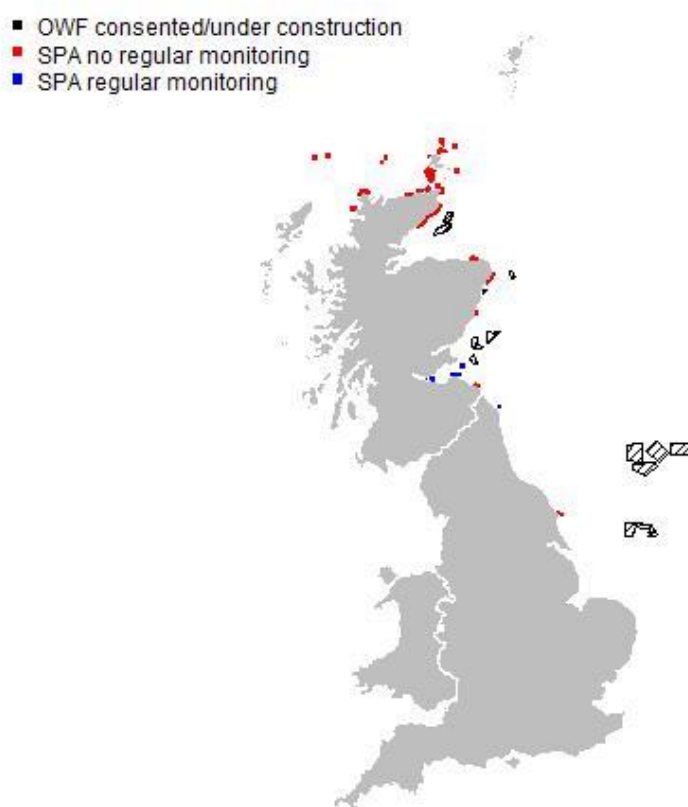 OWF consented/under construction
SPA no regular monitoring
SPA regular monitoring